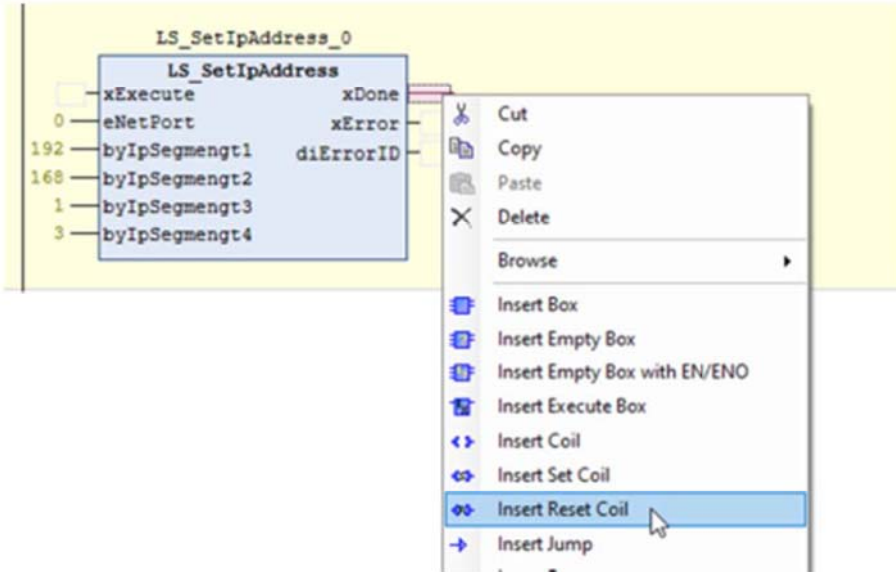 LS_SetIpAddress_0
LS_SetIpAddress
xExecute xDone
0 eNetPort xError
192 byIpSegmengt1 diErrorID
168 byIpSegmengt2
1 byIpSegmengt3
3 byIpSegmengt4
Cut
Copy
Paste
Delete
Browse
Insert Box
Insert Empty Box
Insert Empty Box with EN/ENO
Insert Execute Box
Insert Coil
Insert Set Coil
Insert Reset Coil
Insert Jump